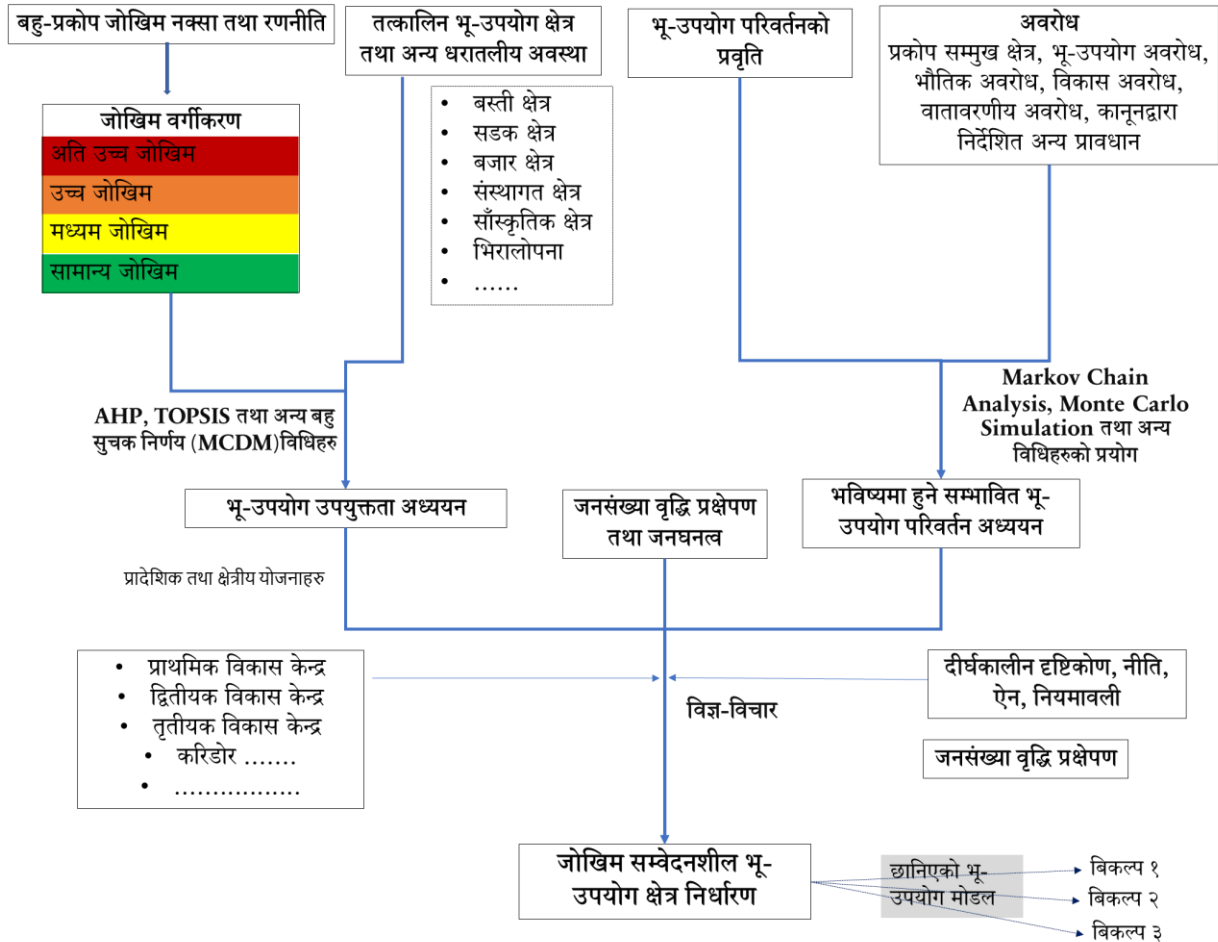 बहु-प्रकोप जोखिम नक्सा तथा रणनीति
तत्कालिन भू-उपयोग क्षेत्र
तथा अन्य धरातलीय अवस्था
भू-उपयोग परिवर्तनको
प्रवृति
अवरोध
प्रकोप सम्मुख क्षेत्र, भू-उपयोग अवरोध,
भौतिक अवरोध, विकास अवरोध,
वातावरणीय अवरोध, कानूनद्वारा
निर्देशित अन्य प्रावधान
जोखिम वर्गीकरण
अति उच्च जोखिम
उच्च जोखिम
मध्यम जोखिम
सामान्य जोखिम
• बस्ती क्षेत्र
• सडक क्षेत्र
• बजार क्षेत्र
• संस्थागत क्षेत्र
• साँस्कृतिक क्षेत्र
• भिरालोपना
• ......
AHP, TOPSIS तथा अन्य बहु
सुचक निर्णय (MCDM)विधिहरु
Markov Chain
Analysis, Monte Carlo
Simulation तथा अन्य
विधिहरुको प्रयोग
भू-उपयोग उपयुक्तता अध्ययन
जनसंख्या वृद्धि प्रक्षेपण
तथा जनघनत्व
भविष्यमा हुने सम्भावित भू-
उपयोग परिवर्तन अध्ययन
प्रादेशिक तथा क्षेत्रीय योजनाहरु
• प्राथमिक विकास केन्द्र
• द्वितीयक विकास केन्द्र
• तृतीयक विकास केन्द्र
• करिडोर .......
• .................
विज्ञ-विचार
दीर्घकालीन दृष्टिकोण, नीति,
ऐन, नियमावली
जनसंख्या वृद्धि प्रक्षेपण
जोखिम सम्वेदनशील भू-
उपयोग क्षेत्र निर्धारण
छानिएको भू-
उपयोग मोडल
बिकल्प १
बिकल्प २
बिकल्प ३